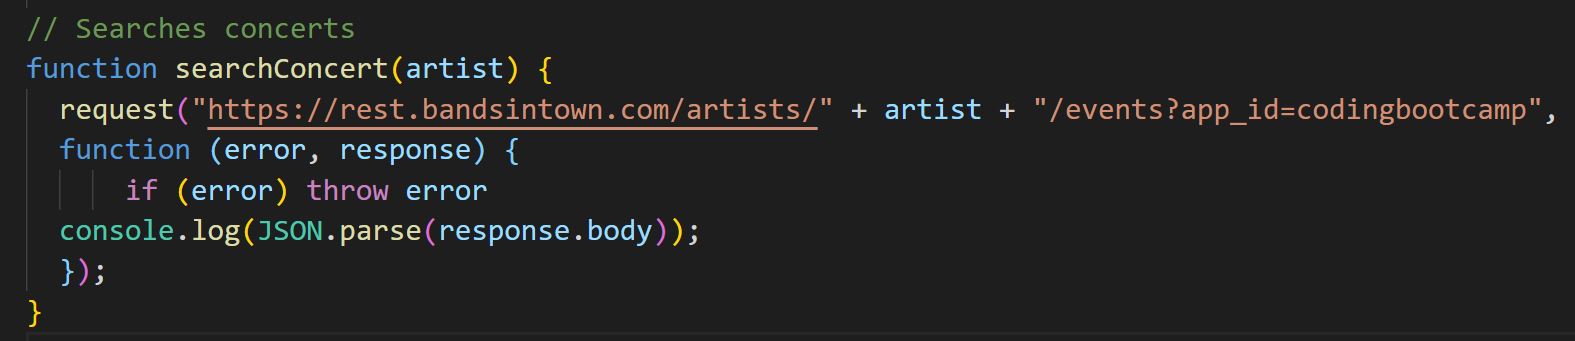 // Searches concerts
function searchConcert(artist) {
  request("https://rest.bandsintown.com/artists/" + artist + "/events?app_id=codingbootcamp",
  function (error, response) {
      if (error) throw error
  console.log(JSON.parse(response.body));
  });
}